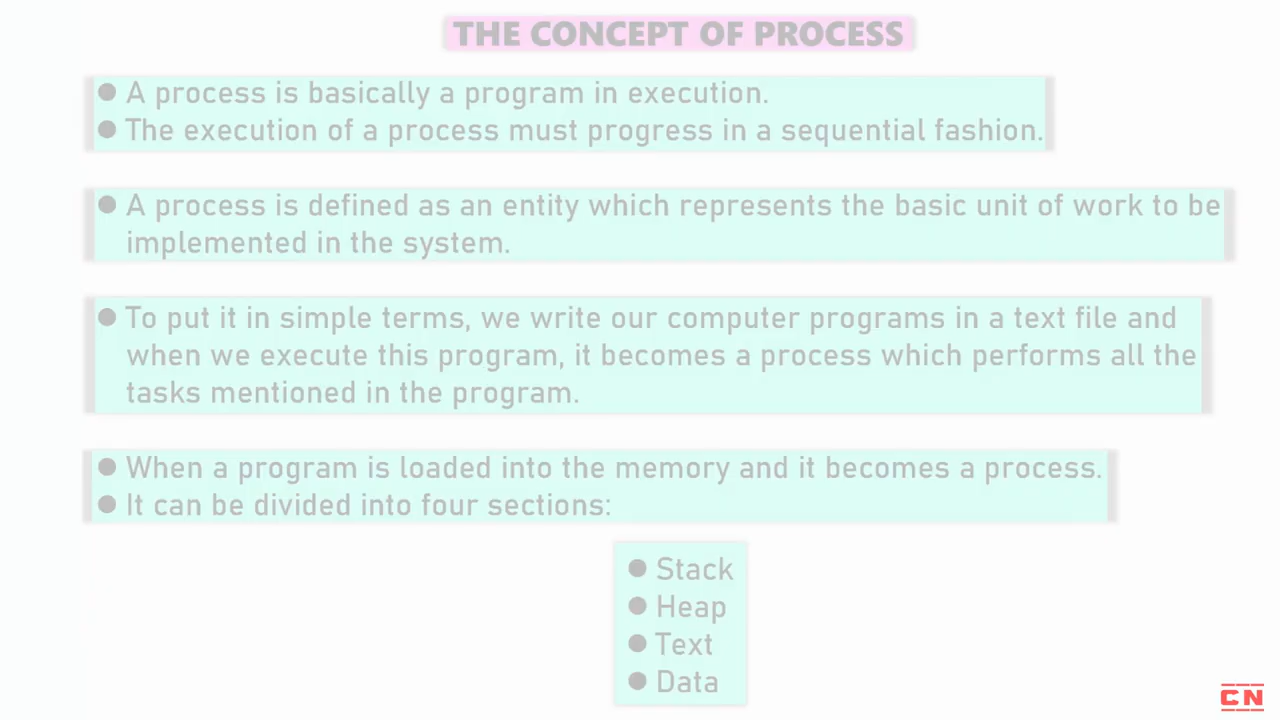 THE CONCEPT OF PROCESS
● A process is basically a program in execution.
● The execution of a process must progress in a sequential fashion.
● A process is defined as an entity which represents the basic unit of work to be
implemented in the system.
● To put it in simple terms, we write our computer programs in a text file and
when we execute this program, it becomes a process which performs all the
tasks mentioned in the program.
● When a program is loaded into the memory and it becomes a process.
● It can be divided into four sections:
● Stack
● Heap
● Text
● Data
CN